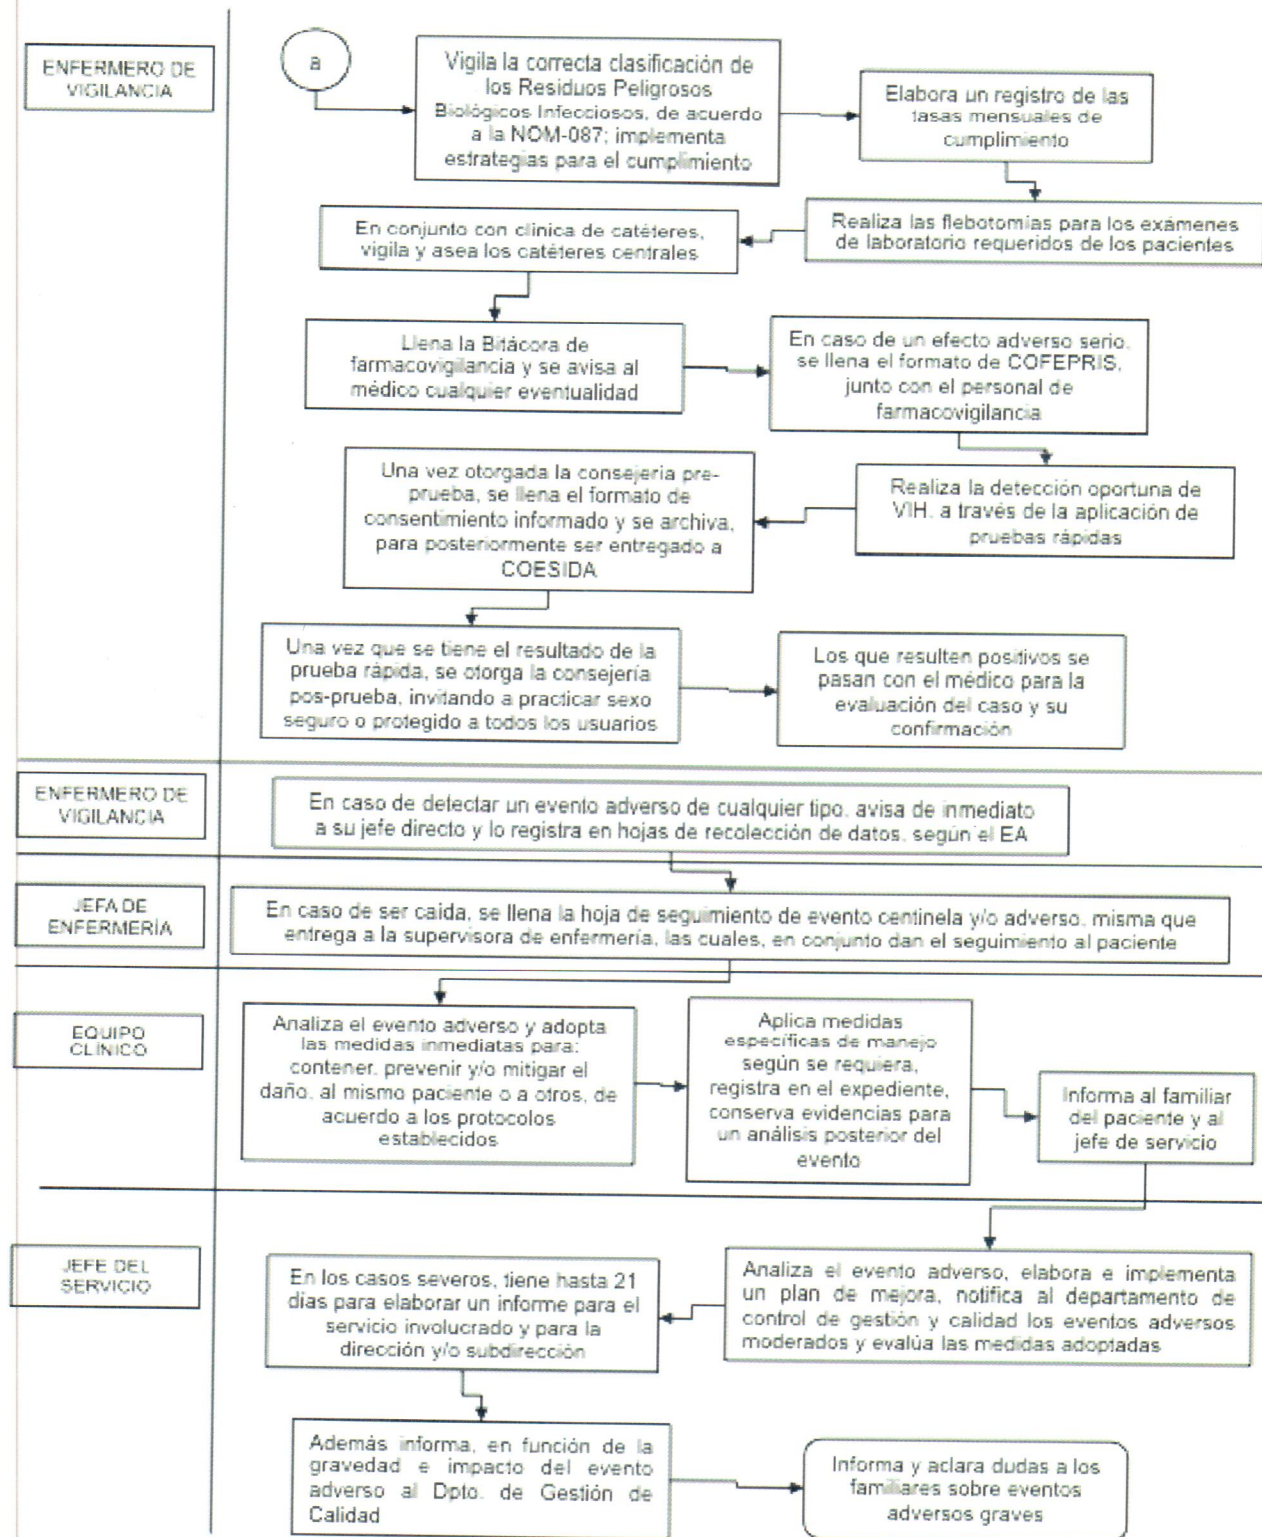 ENFERMERO DE
VIGILANCIA
a
Vigila la correcta clasificación de
los Residuos Peligrosos
Biológicos Infecciosos, de acuerdo
a la NOM-087; implementa
estrategias para el cumplimiento
Elabora un registro de las
tasas mensuales de
cumplimiento
Realiza las flebotomías para los exámenes
de laboratorio requeridos de los pacientes
En conjunto con clínica de catéteres,
vigila y asea los catéteres centrales
Llena la Bitácora de
farmacovigilancia y se avisa al
médico cualquier eventualidad
En caso de un efecto adverso serio,
se llena el formato de COFEPRIS,
junto con el personal de
farmacovigilancia
Realiza la detección oportuna de
VIH, a través de la aplicación de
pruebas rápidas
Una vez otorgada la consejería pre-
prueba, se llena el formato de
consentimiento informado y se archiva,
para posteriormente ser entregado a
COESIDA
Una vez que se tiene el resultado de la
prueba rápida, se otorga la consejería
pos-prueba, invitando a practicar sexo
seguro o protegido a todos los usuarios
Los que resulten positivos se
pasan con el médico para la
evaluación del caso y su
confirmación
ENFERMERO DE
VIGILANCIA
En caso de detectar un evento adverso de cualquier tipo, avisa de inmediato
a su jefe directo y lo registra en hojas de recolección de datos, según el EA
JEFA DE
ENFERMERÍA
En caso de ser caída, se llena la hoja de seguimiento de evento centinela y/o adverso, misma que
entrega a la supervisora de enfermería, las cuales, en conjunto dan el seguimiento al paciente
EQUIPO
CLÍNICO
Analiza el evento adverso y adopta
las medidas inmediatas para:
contener, prevenir y/o mitigar el
daño, al mismo paciente o a otros, de
acuerdo a los protocolos
establecidos
Aplica medidas
específicas de manejo
según se requiera,
registra en el expediente,
conserva evidencias para
un análisis posterior del
evento
Informa al familiar
del paciente y al
jefe de servicio
JEFE DEL
SERVICIO
Analiza el evento adverso, elabora e implementa
un plan de mejora, notifica al departamento de
control de gestión y calidad los eventos adversos
moderados y evalúa las medidas adoptadas
En los casos severos, tiene hasta 21
días para elaborar un informe para el
servicio involucrado y para la
dirección y/o subdirección
Además informa, en función de la
gravedad e impacto del evento
adverso al Dpto. de Gestión de
Calidad
Informa y aclara dudas a los
familiares sobre eventos
adversos graves